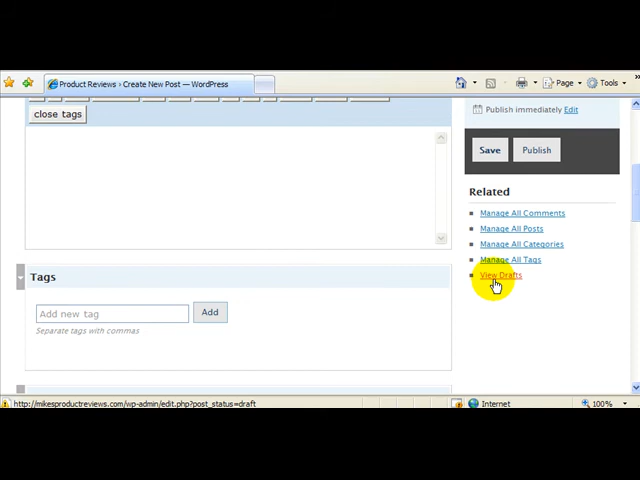 Product Reviews › Create New Post — WordPress
Page
Tools
close tags
Publish immediately Edit
Save
Publish
Related
Manage All Comments
Manage All Posts
Manage All Categories
Manage All Tags
View Drafts
Tags
Add new tag
Add
Separate tags with commas
http://mikesproductreviews.com/wp-admin/edit.php?post_status=draft
Internet
100%